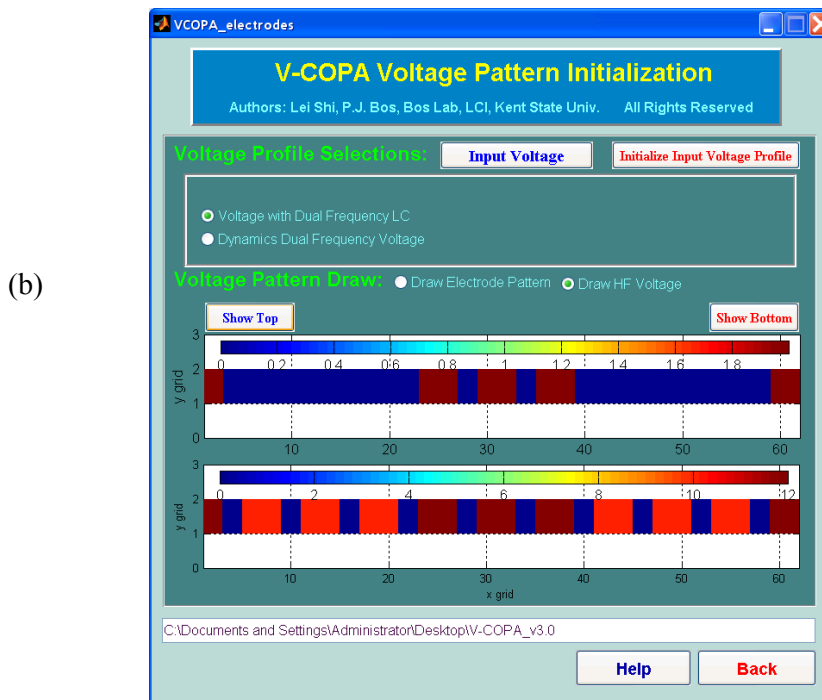 VCOPA_electrodes
V-COPA Voltage Pattern Initialization
Authors: Lei Shi, P.J. Bos, Bos Lab, LCI, Kent State Univ. All Rights Reserved
Voltage Profile Selections: Input Voltage Initialize Input Voltage Profile
Voltage with Dual Frequency LC
Dynamics Dual Frequency Voltage
(b)
Voltage Pattern Draw: Draw Electrode Pattern Draw HF Voltage
Show Top Show Bottom
3
0 0.2 0.4 0.6 0.8 1 1.2 1.4 1.6 1.8
2
y grid
1
0
10 20 30 40 50 60
3
0 2 4 6 8 10 12
2
y grid
1
0
10 20 30 40 50 60
x grid
C:\Documents and Settings\Administrator\Desktop\V-COPA_v3.0
Help Back